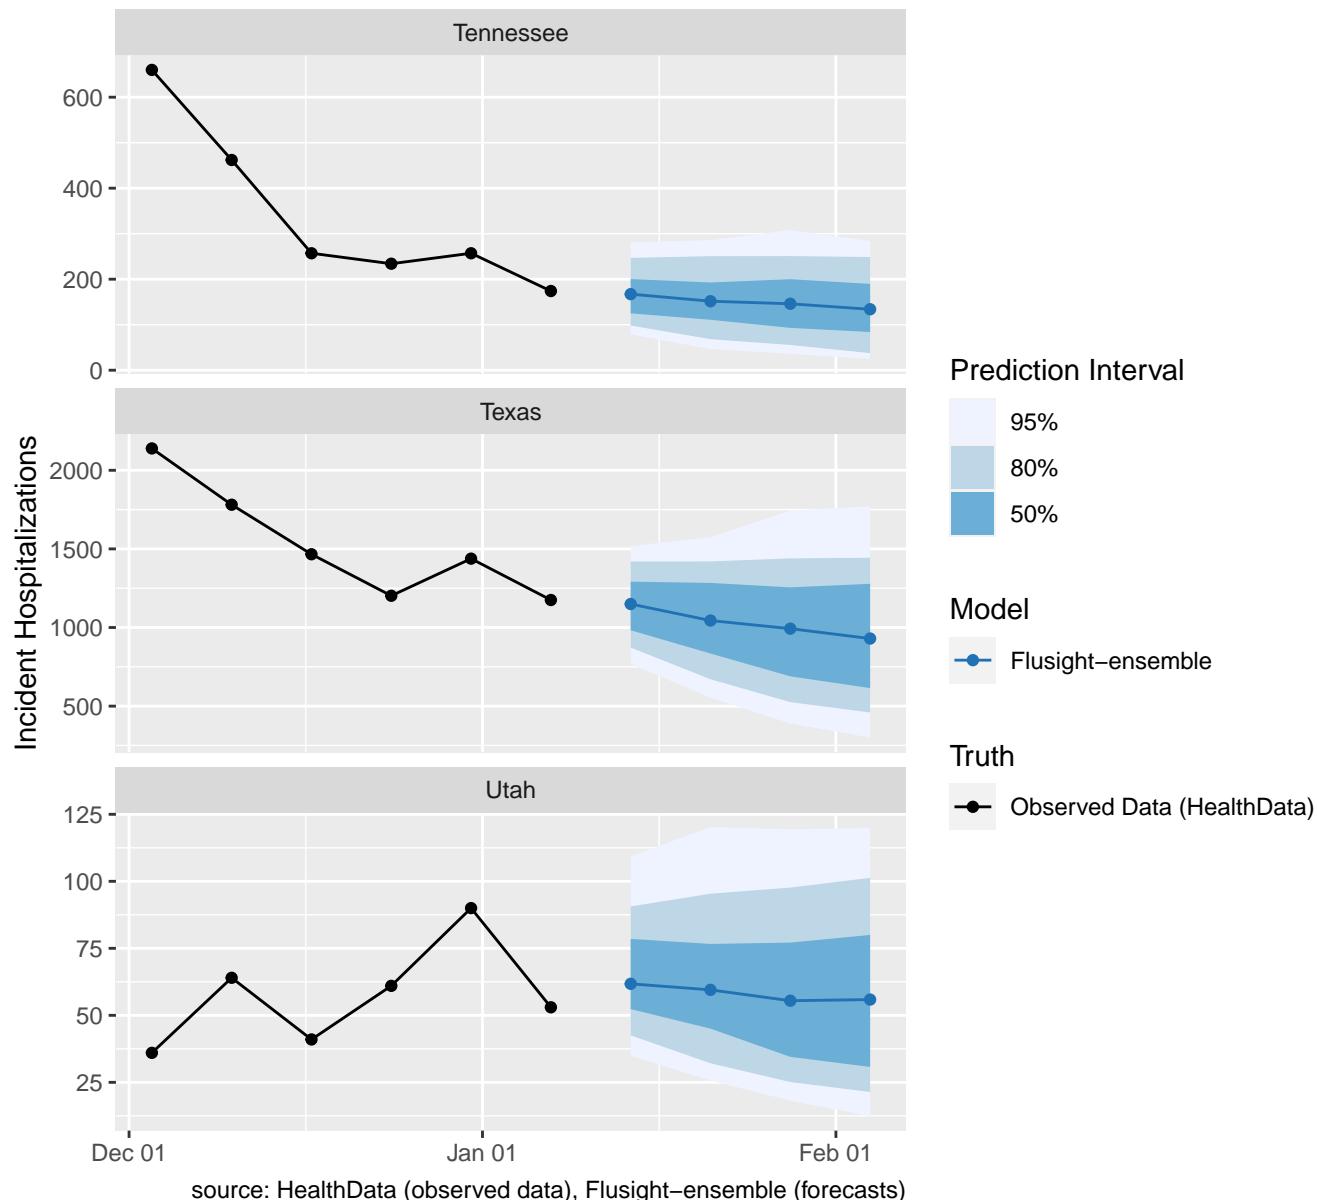 Tennessee
600
400
200
0
Texas
2000
1500
1000
500
Utah
125
100
75
50
25
Dec 01
Jan 01
Feb 01
Incident Hospitalizations
source: HealthData (observed data), Flusight−ensemble (forecasts)
Prediction Interval
95%
80%
50%
Model
Flusight−ensemble
Truth
Observed Data (HealthData)